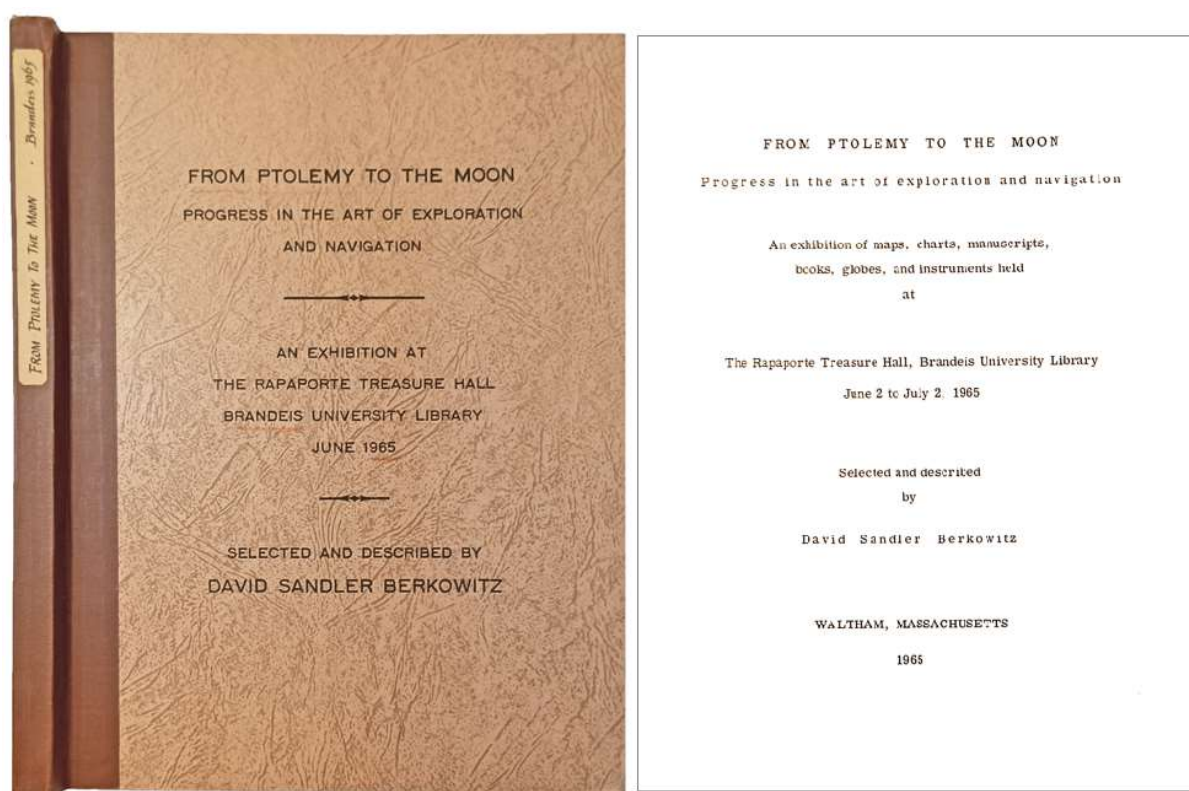 FROM PTOLEMY TO THE MOON · Brandeis 1965
FROM PTOLEMY TO THE MOON
PROGRESS IN THE ART OF EXPLORATION
AND NAVIGATION
AN EXHIBITION AT
THE RAPAPORTE TREASURE HALL
BRANDEIS UNIVERSITY LIBRARY
JUNE 1965
SELECTED AND DESCRIBED BY
DAVID SANDLER BERKOWITZ
FROM PTOLEMY TO THE MOON
Progress in the art of exploration and navigation
An exhibition of maps, charts, manuscripts,
books, globes, and instruments held
at
The Rapaporte Treasure Hall, Brandeis University Library
June 2 to July 2, 1965
Selected and described
by
David Sandler Berkowitz
WALTHAM, MASSACHUSETTS
1965